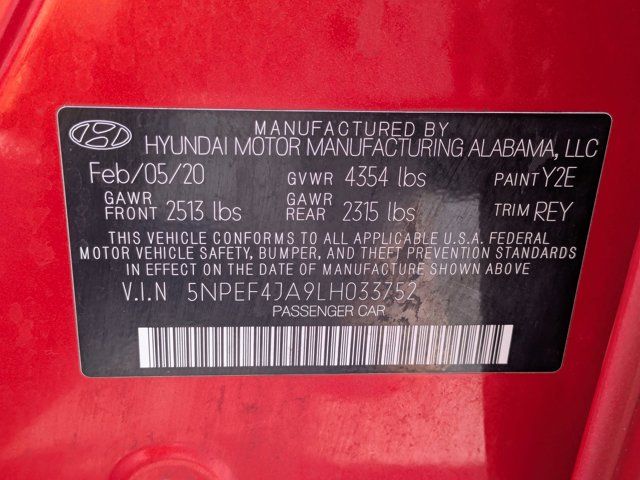 MANUFACTURED BY
HYUNDAI MOTOR MANUFACTURING ALABAMA, LLC
Feb/05/20 GVWR 4354 lbs PAINT Y2E
GAWR FRONT 2513 lbs GAWR REAR 2315 lbs TRIM REY
THIS VEHICLE CONFORMS TO ALL APPLICABLE U.S.A. FEDERAL
MOTOR VEHICLE SAFETY, BUMPER, AND THEFT PREVENTION STANDARDS
IN EFFECT ON THE DATE OF MANUFACTURE SHOWN ABOVE
V.I.N 5NPEF4JA9LH033752
PASSENGER CAR